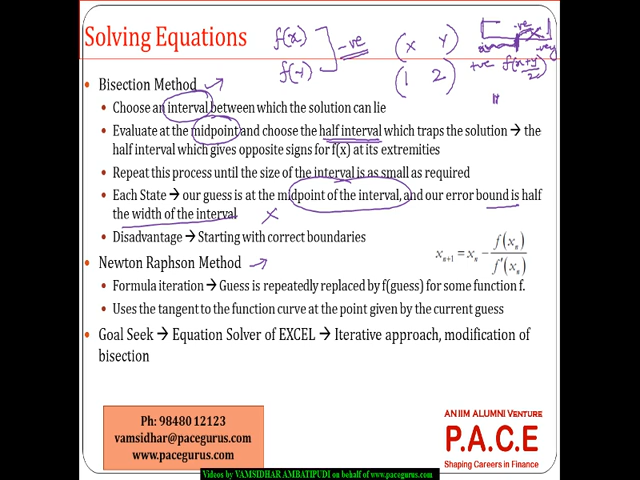 Solving Equations
f(x)
f(y)
-ve
(x y)
(1 2)
-ve
+ve f(x+y/2)
• Bisection Method →
• Choose an interval between which the solution can lie
• Evaluate at the midpoint and choose the half interval which traps the solution → the
half interval which gives opposite signs for f(x) at its extremities
• Repeat this process until the size of the interval is as small as required
• Each State → our guess is at the midpoint of the interval, and our error bound is half
the width of the interval x
• Disadvantage → Starting with correct boundaries
• Newton Raphson Method →
xₙ₊₁ = xₙ − f(xₙ)/f'(xₙ)
• Formula iteration → Guess is repeatedly replaced by f(guess) for some function f.
• Uses the tangent to the function curve at the point given by the current guess
• Goal Seek → Equation Solver of EXCEL → Iterative approach, modification of
bisection
Ph: 98480 12123
vamsidhar@pacegurus.com
www.pacegurus.com
AN IIM ALUMNI VENTURE
P.A.C.E
Shaping Careers in Finance
Videos by VAMSIDHAR AMBATIPUDI on behalf of www.pacegurus.com